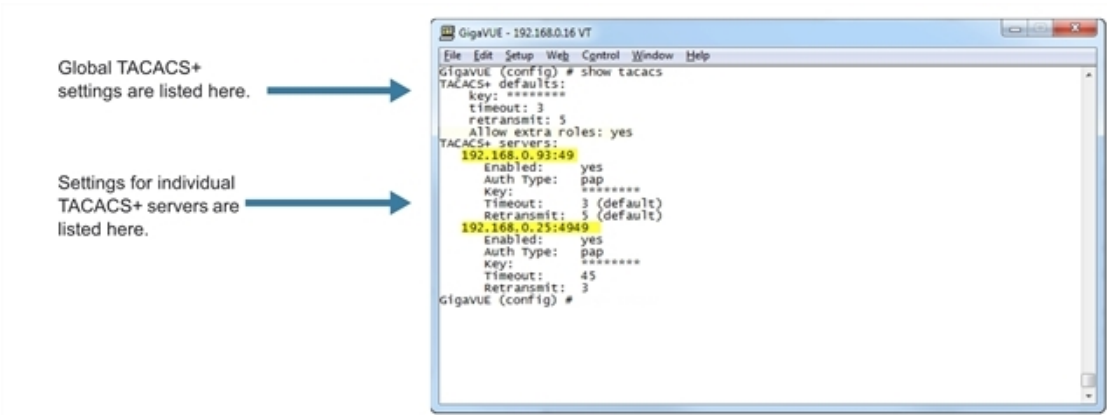 Global TACACS+
settings are listed here.
Settings for individual
TACACS+ servers are
listed here.
GigaVUE - 192.168.0.16 VT
File Edit Setup Web Control Window Help
GigaVUE (config) # show tacacs
TACACS+ defaults:
key: ********
timeout: 3
retransmit: 5
Allow extra roles: yes
TACACS+ servers:
192.168.0.93:49
Enabled: yes
Auth Type: pap
Key: ********
Timeout: 3 (default)
Retransmit: 5 (default)
192.168.0.25:4949
Enabled: yes
Auth Type: pap
Key: ********
Timeout: 45
Retransmit: 3
GigaVUE (config) #